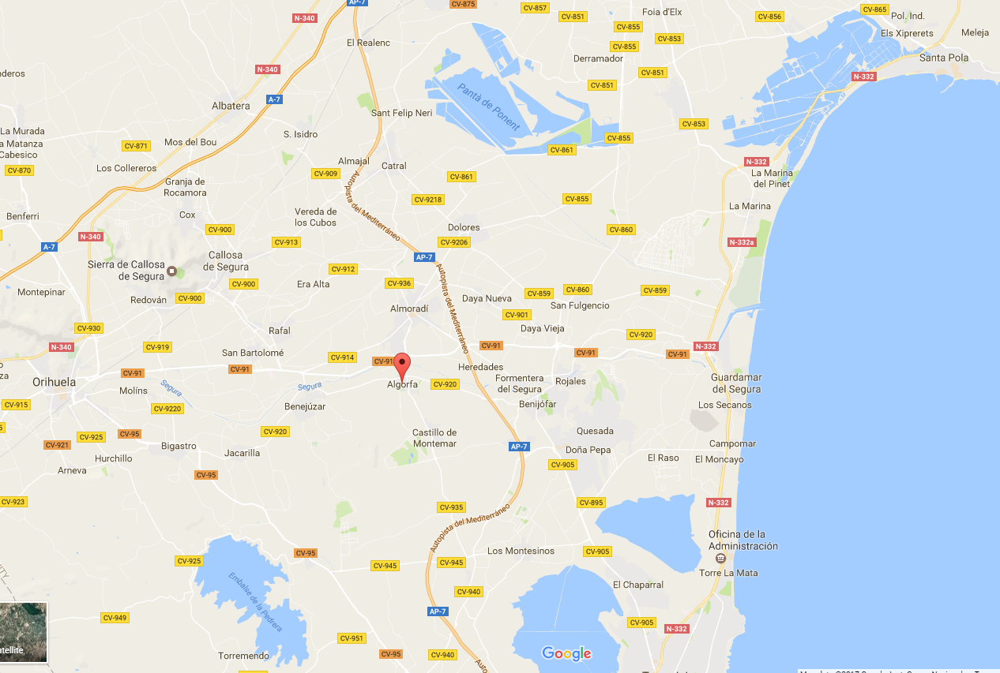 AP-7
CV-875
CV-857
CV-851
Foia d'Elx
CV-856
CV-865
Pol. Ind.
N-340
CV-855
CV-853
Els Xiprerets
Meleja
El Realenc
CV-855
Derramador
Santa Pola
N-340
CV-851
CV-851
N-332
A-7
Albatera
Pantà de Ponent
Sant Felip Neri
La Murada
S. Isidro
CV-853
Mos del Bou
CV-871
CV-855
a Matanza
Cabesico
CV-861
CV-870
Los Collereros
Almajal
Catral
N-332
CV-909
CV-861
La Marina
del Pinet
Granja de
Rocamora
Autopista del Mediterráneo
CV-9218
CV-855
La Marina
Benferri
Cox
Vereda de
los Cubos
Dolores
CV-900
CV-860
N-340
CV-913
CV-9206
N-332a
A-7
Callosa
de Segura
AP-7
Sierra de Callosa
de Segura
CV-912
Autopista del Mediterráneo
CV-900
Era Alta
CV-936
Montepinar
Redován
CV-900
Daya Nueva
CV-859
CV-860
CV-859
San Fulgencio
Almoradí
CV-901
CV-930
Rafal
Daya Vieja
CV-920
N-340
CV-919
San Bartolomé
CV-914
CV-91
CV-91
CV-91
N-332
CV-91
CV-91
CV-91
Heredades
Orihuela
Segura
Segura
Algorfa
CV-920
Formentera
del Segura
Rojales
Guardamar
del Segura
Molíns
CV-915
CV-9220
Benejúzar
Benijófar
Los Secanos
CV-925
CV-95
CV-920
Castillo de
Montemar
Quesada
CV-921
Bigastro
AP-7
Doña Pepa
Campomar
Hurchillo
Jacarilla
El Raso
El Moncayo
Arneva
CV-95
CV-905
CV-923
CV-935
CV-895
N-332
Autopista del Mediterráneo
Oficina de la
Administración
CV-925
CV-95
Los Montesinos
CV-905
CV-945
CV-945
Torre La Mata
Embalse de la Pedrera
CV-940
El Chaparral
AP-7
CV-949
CV-905
N-332
CV-951
Torremendo
CV-95
CV-940
Google